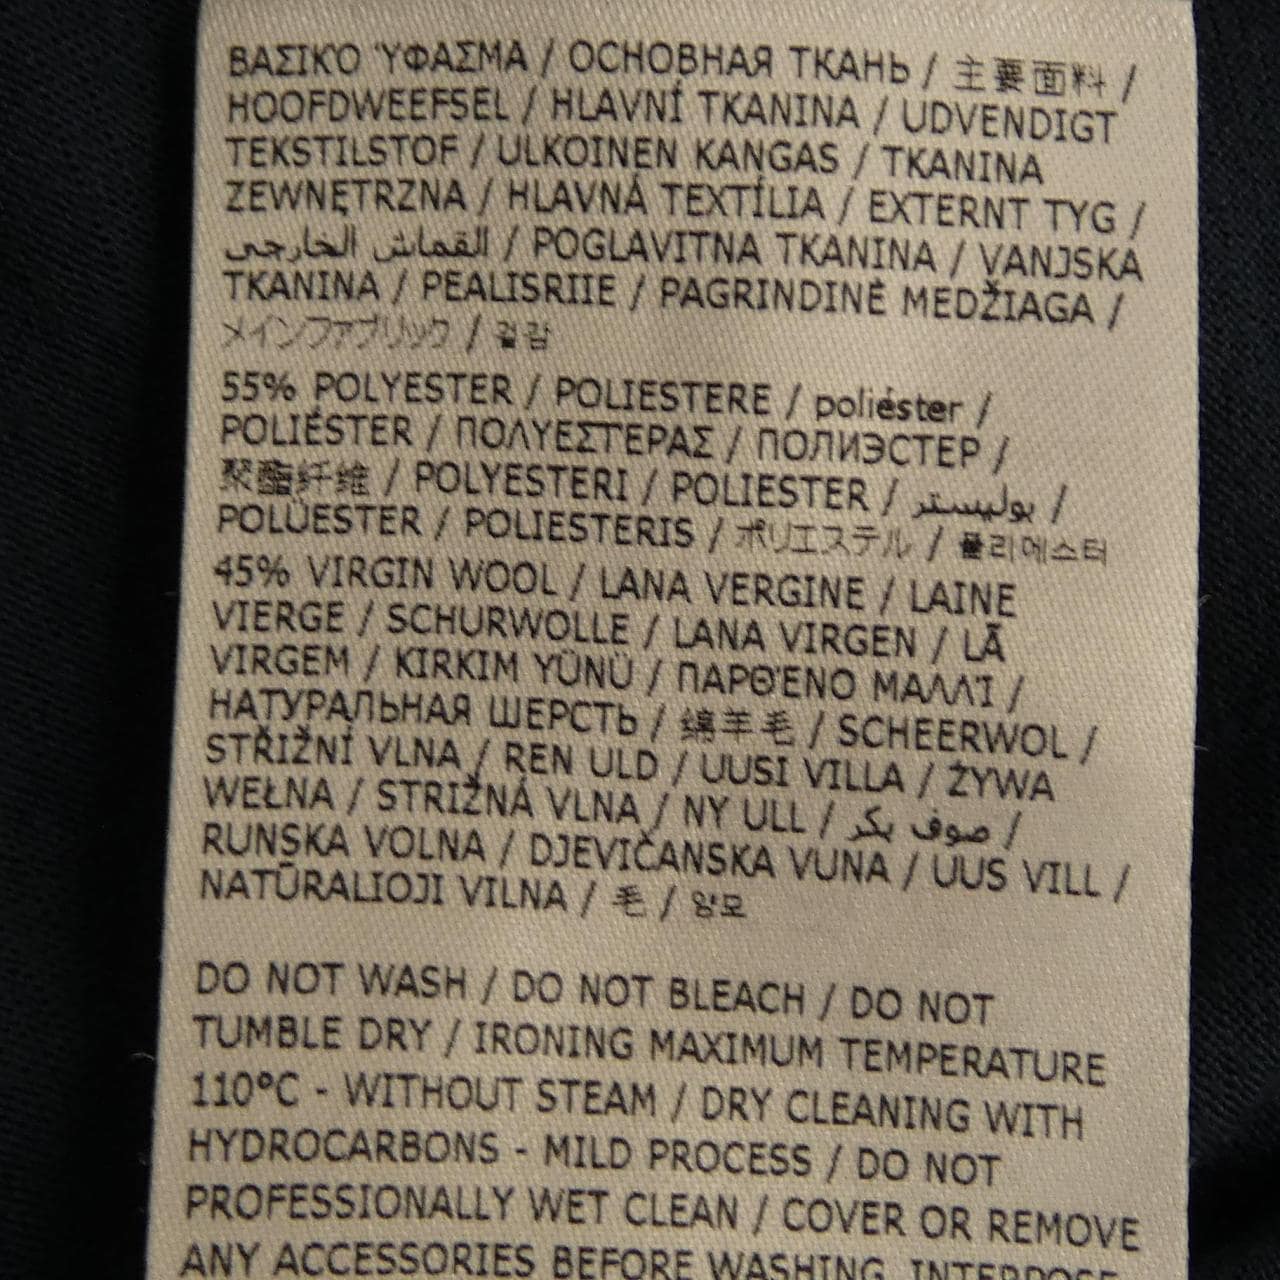 ΒΑΣΙΚΌ ΎΦΑΣΜΑ / ОСНОВНАЯ ТКАНЬ / 主要面料 /
HOOFDWEEFSEL / HLAVNÍ TKANINA / UDVENDIGT
TEKSTILSTOF / ULKOINEN KANGAS / TKANINA
ZEWNĘTRZNA / HLAVNÁ TEXTÍLIA / EXTERNT TYG /
القماش الخارجي / POGLAVITNA TKANINA / VANJSKA
TKANINA / PEALISRIIE / PAGRINDINĖ MEDŽIAGA /
メインファブリック / 겉감
55% POLYESTER / POLIESTERE / poliéster /
POLIÉSTER / ΠΟΛΥΕΣΤΕΡΑΣ / ПОЛИЭСТЕР /
聚酯纤维 / POLYESTERI / POLIESTER / بوليستر /
POLÜESTER / POLIESTERIS / ポリエステル / 폴리에스터
45% VIRGIN WOOL / LANA VERGINE / LAINE
VIERGE / SCHURWOLLE / LANA VIRGEN / LÃ
VIRGEM / KIRKIM YÜNÜ / ΠΑΡΘΈΝΟ ΜΑΛΛΊ /
НАТУРАЛЬНАЯ ШЕРСТЬ / 绵羊毛 / SCHEERWOL /
STŘIŽNÍ VLNA / REN ULD / UUSI VILLA / ŻYWA
WEŁNA / STRIŽNÁ VLNA / NY ULL / صوف بكر /
RUNSKA VOLNA / DJEVIČANSKA VUNA / UUS VILL /
NATŪRALIOJI VILNA / 毛 / 양모
DO NOT WASH / DO NOT BLEACH / DO NOT
TUMBLE DRY / IRONING MAXIMUM TEMPERATURE
110°C - WITHOUT STEAM / DRY CLEANING WITH
HYDROCARBONS - MILD PROCESS / DO NOT
PROFESSIONALLY WET CLEAN / COVER OR REMOVE
ANY ACCESSORIES BEFORE WASHING. INTERPOSE